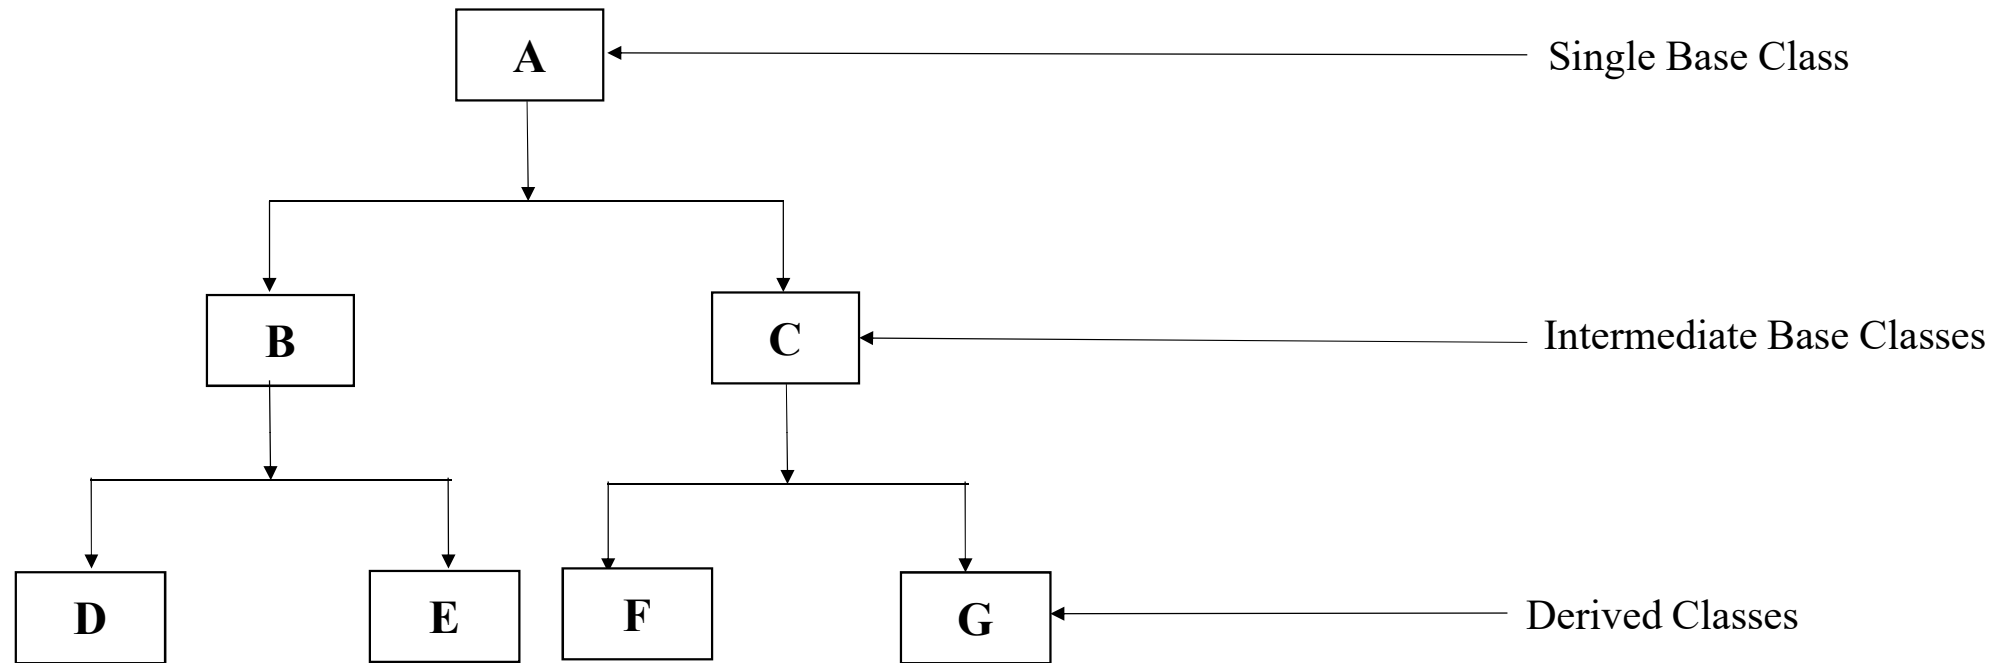 A
Single Base Class
B
C
Intermediate Base Classes
D
E
F
G
Derived Classes